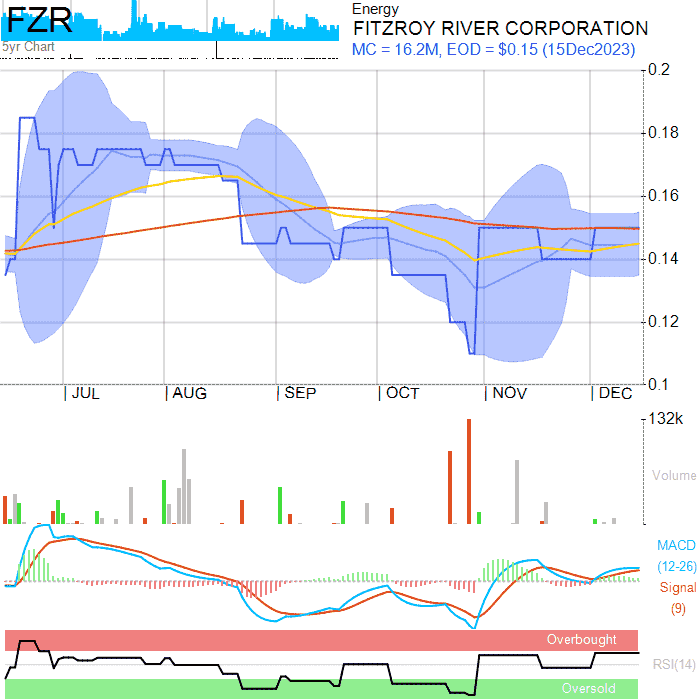 FZR
5yr Chart
Energy
FITZROY RIVER CORPORATION
MC = 16.2M, EOD = $0.15 (15Dec2023)
0.2
0.18
0.16
0.14
0.12
0.1
JUL AUG SEP OCT NOV DEC
132k
Volume
MACD
(12-26)
Signal
(9)
Overbought
RSI(14)
Oversold